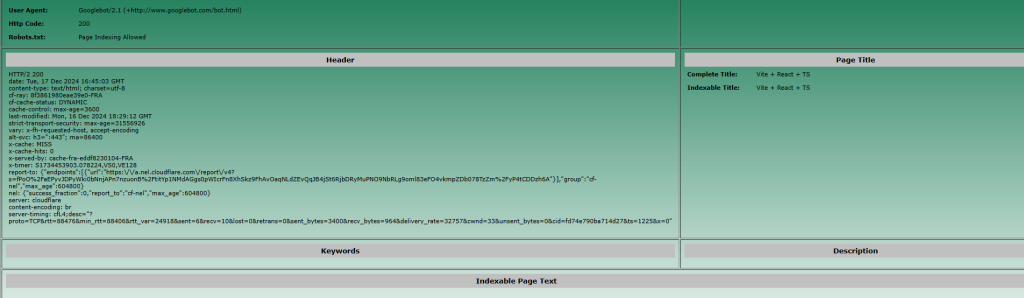 User Agent: Googlebot/2.1 (+http://www.googlebot.com/bot.html)
Http Code: 200
Robots.txt: Page Indexing Allowed
Header
HTTP/2 200
date: Tue, 17 Dec 2024 16:45:03 GMT
content-type: text/html; charset=utf-8
cf-ray: 8f3861980eae39e0-FRA
cf-cache-status: DYNAMIC
cache-control: max-age=3600
last-modified: Mon, 16 Dec 2024 18:29:12 GMT
strict-transport-security: max-age=31556926
vary: x-fh-requested-host, accept-encoding
alt-svc: h3=":443"; ma=86400
x-cache: MISS
x-cache-hits: 0
x-served-by: cache-fra-eddf8230104-FRA
x-timer: S1734453903.078224,VS0,VE128
report-to: {"endpoints":[{"url":"https:\/\/a.nel.cloudflare.com\/report\/v4?
nel","max_age":604800}
nel: {"success_fraction":0,"report_to":"cf-nel","max_age":604800}
server: cloudflare
content-encoding: br
server-timing: cfL4;desc="?
proto=TCP&rtt=88476&min_rtt=88406&rtt_var=24918&sent=6&recv=10&lost=0&retrans=0&sent_bytes=3400&recv_bytes=964&delivery_rate=32757&cwnd=33&unsent_bytes=0&cid=fd74e790ba714d27&ts=1225&x=0"
Page Title
Complete Title: Vite + React + TS
Indexable Title: Vite + React + TS
Keywords
Description
Indexable Page Text